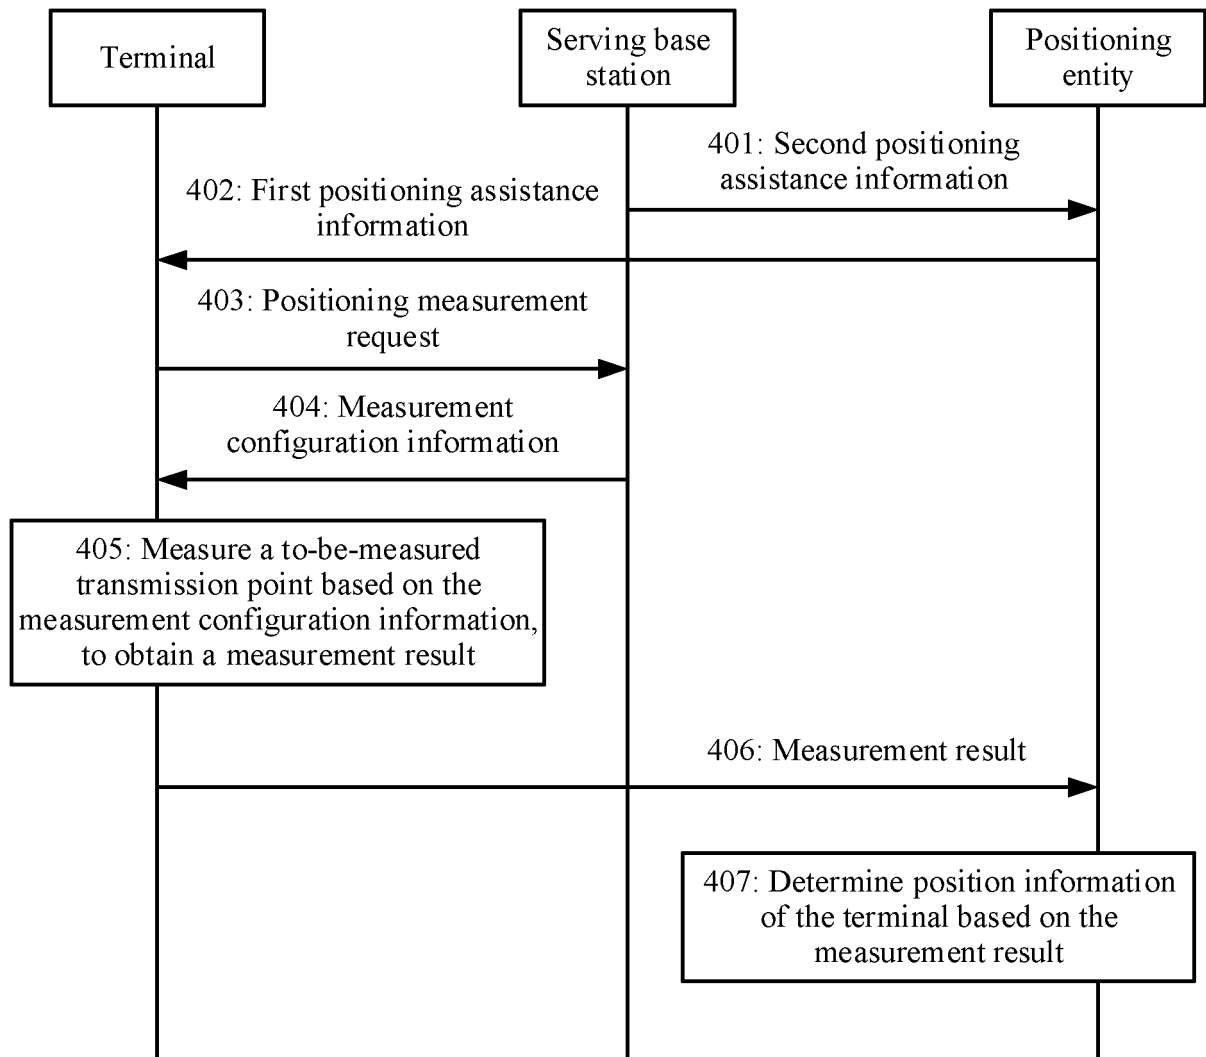 Terminal
Serving base
station
Positioning
entity
401: Second positioning
assistance information
402: First positioning assistance
information
403: Positioning measurement
request
404: Measurement
configuration information
405: Measure a to-be-measured
transmission point based on the
measurement configuration information,
to obtain a measurement result
406: Measurement result
407: Determine position information
of the terminal based on the
measurement result